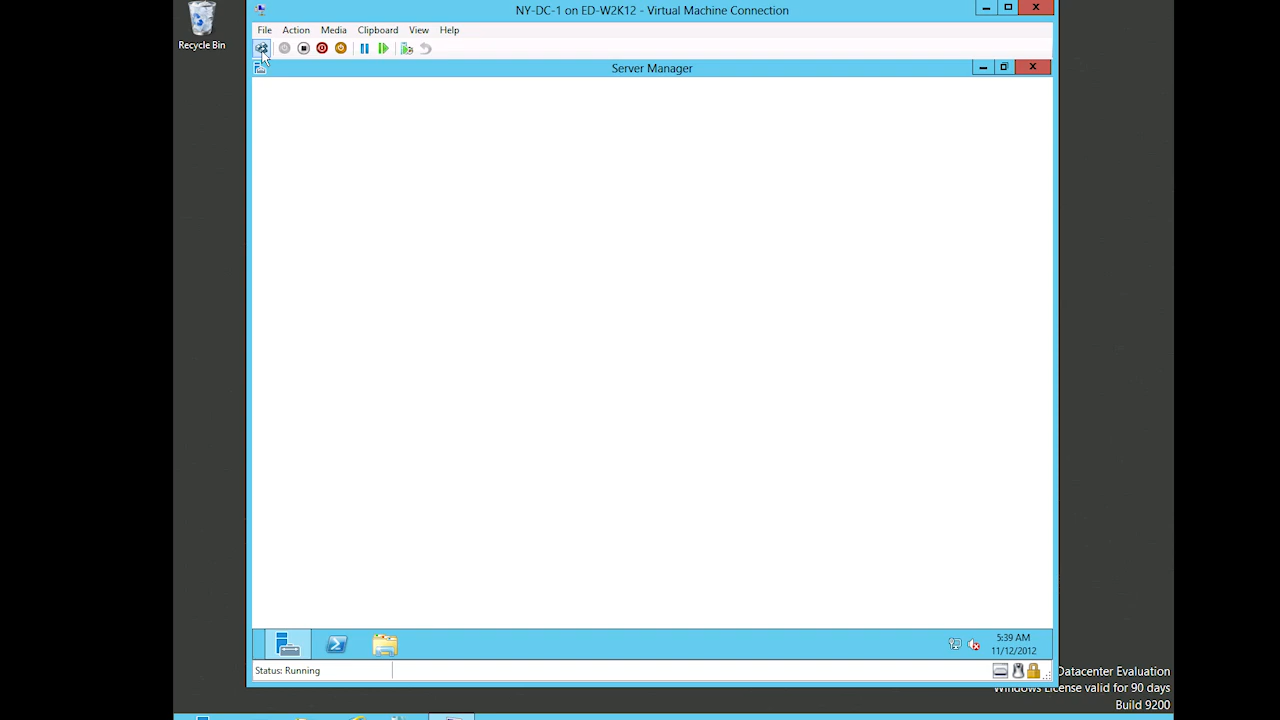 Recycle Bin
NY-DC-1 on ED-W2K12 - Virtual Machine Connection
File Action Media Clipboard View Help
Server Manager
5:39 AM
11/12/2012
Status: Running
Datacenter Evaluation
Windows License valid for 90 days
Build 9200